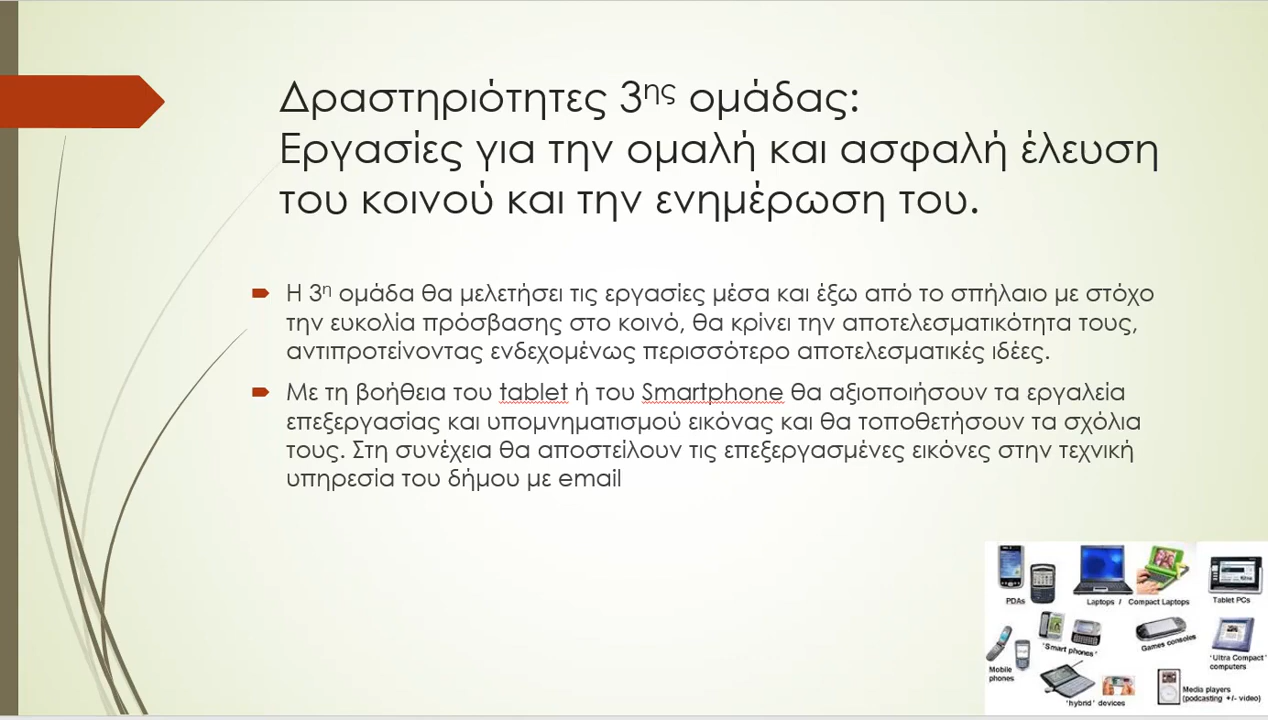 Δραστηριότητες 3ης ομάδας:
Εργασίες για την ομαλή και ασφαλή έλευση
του κοινού και την ενημέρωση του.
Η 3η ομάδα θα μελετήσει τις εργασίες μέσα και έξω από το σπήλαιο με στόχο
την ευκολία πρόσβασης στο κοινό, θα κρίνει την αποτελεσματικότητα τους,
αντιπροτείνοντας ενδεχομένως περισσότερο αποτελεσματικές ιδέες.
Με τη βοήθεια του tablet ή του Smartphone θα αξιοποιήσουν τα εργαλεία
επεξεργασίας και υπομνηματισμού εικόνας και θα τοποθετήσουν τα σχόλια
τους. Στη συνέχεια θα αποστείλουν τις επεξεργασμένες εικόνες στην τεχνική
υπηρεσία του δήμου με email
PDAs
Laptops / Compact Laptops
Tablet PCs
'Smart phones'
Games consoles
'Ultra Compact'
computers
Mobile
phones
'hybrid' devices
Media players
(podcasting +/- video)